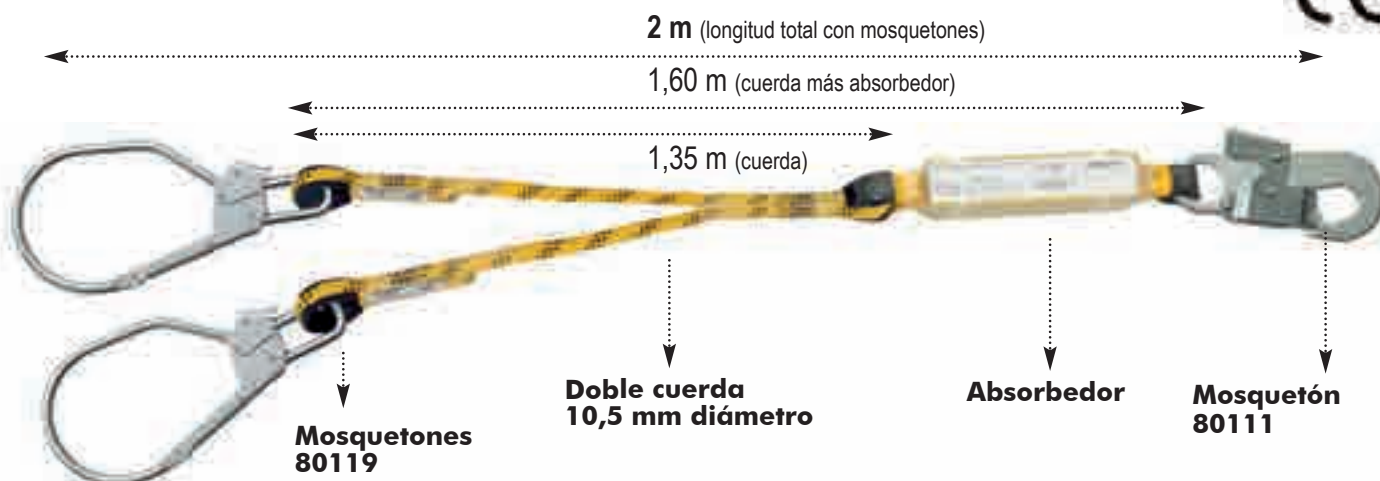 2 m (longitud total con mosquetones)
1,60 m (cuerda más absorbedor)
1,35 m (cuerda)
Doble cuerda
10,5 mm diámetro
Absorbedor
Mosquetón
80111
Mosquetones
80119